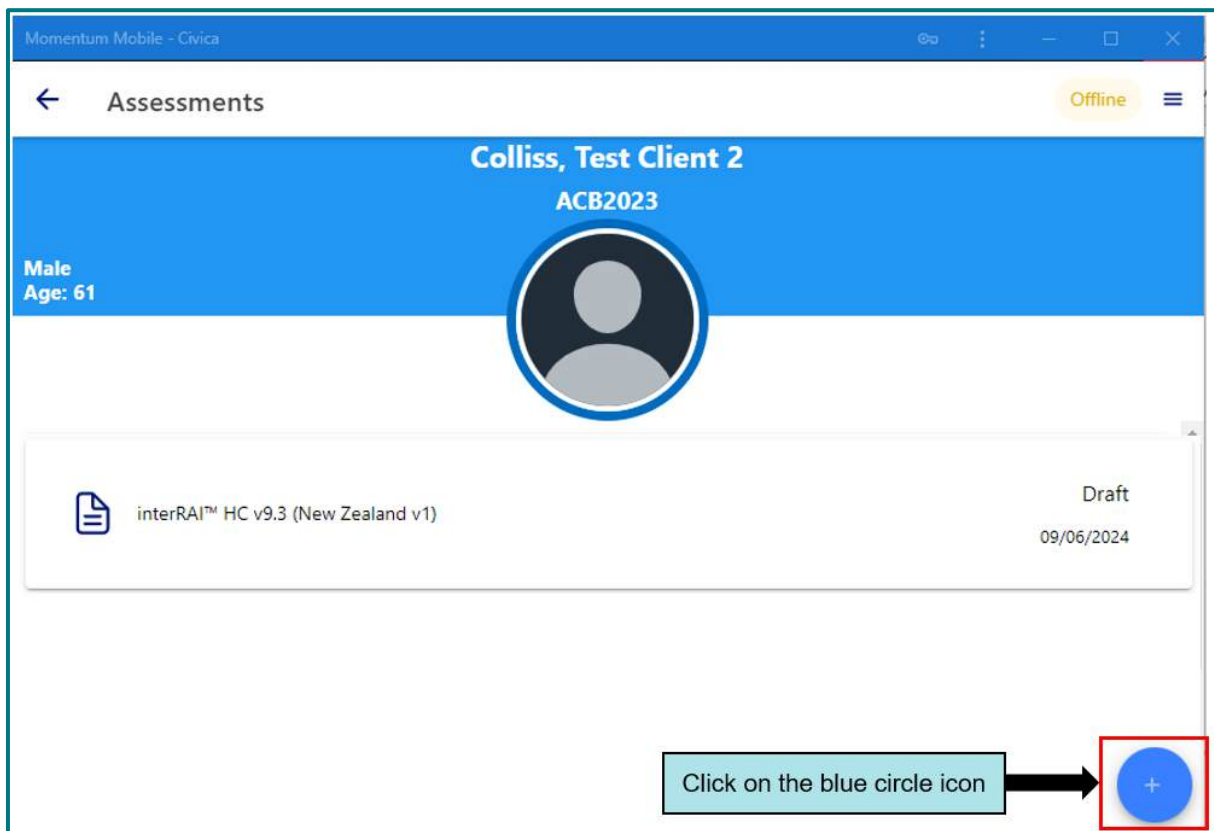 Momentum Mobile - Civica
Assessments
Offline
Colliss, Test Client 2
ACB2023
Male
Age: 61
interRAI™ HC v9.3 (New Zealand v1)
Draft
09/06/2024
Click on the blue circle icon
+